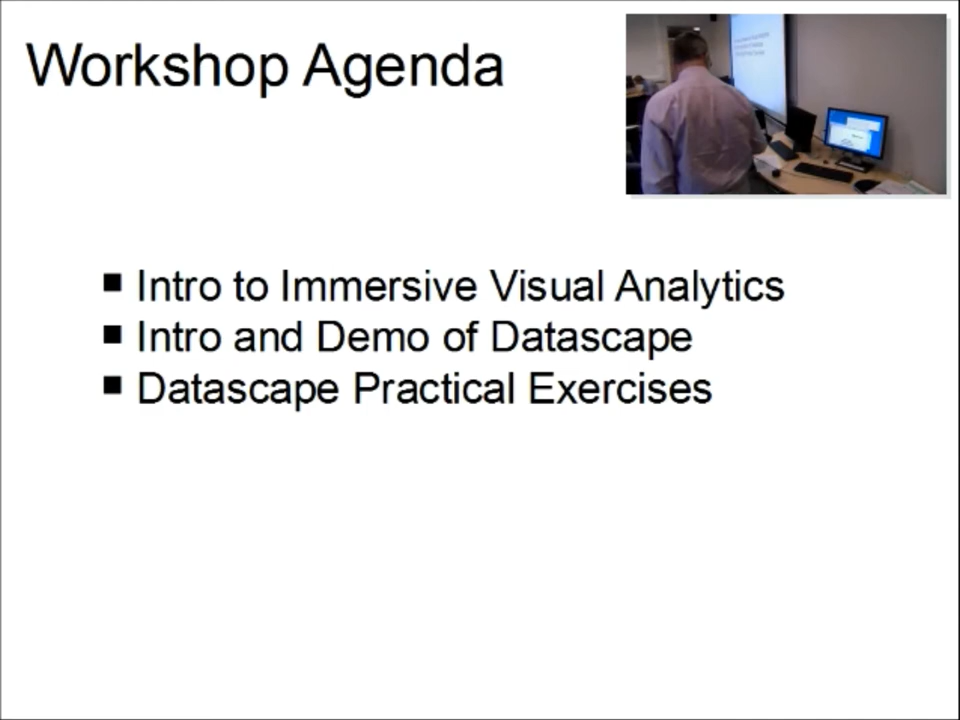 Workshop Agenda
Intro to Immersive Visual Analytics
Intro and Demo of Datascape
Datascape Practical Exercises